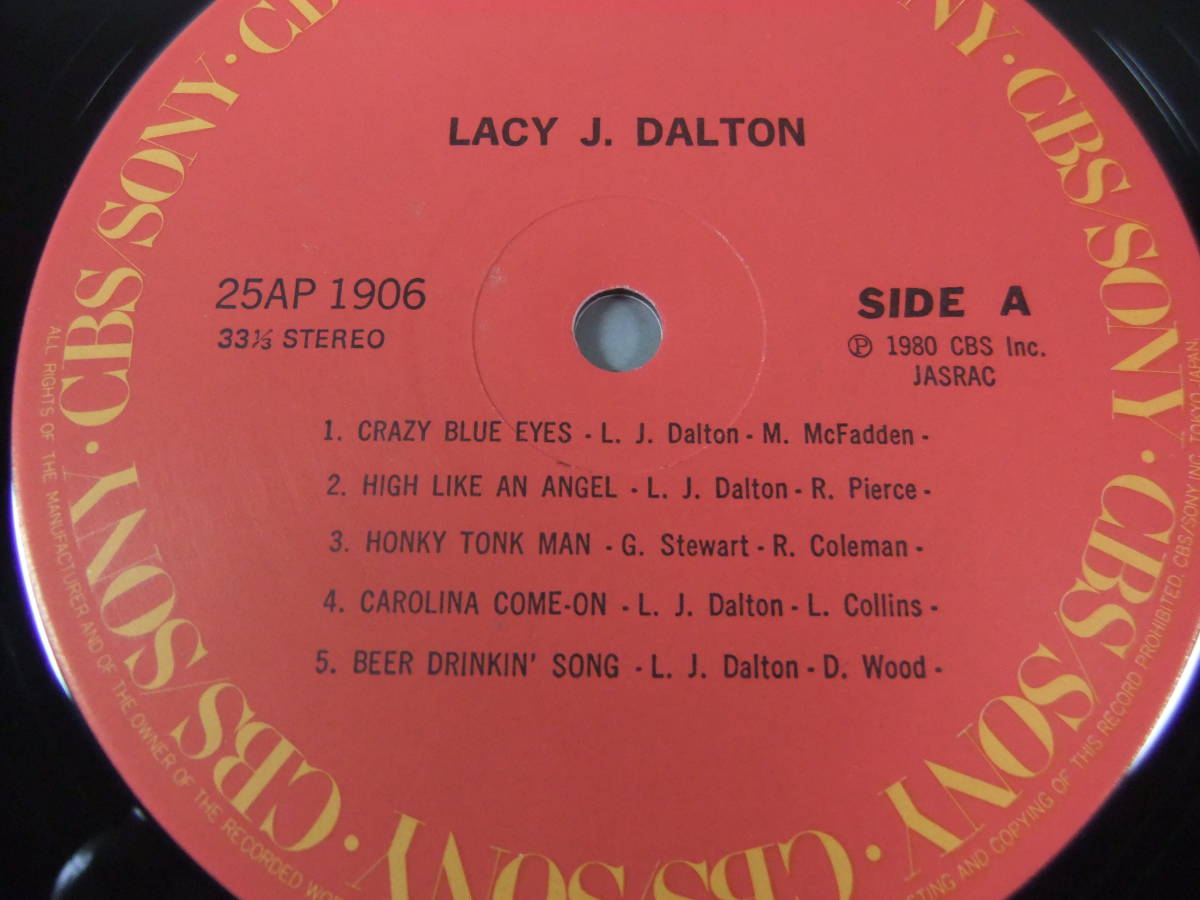 LACY J. DALTON
25AP 1906
33⅓ STEREO
SIDE A
Ⓟ 1980 CBS Inc.
JASRAC
1. CRAZY BLUE EYES - L. J. Dalton - M. McFadden -
2. HIGH LIKE AN ANGEL - L. J. Dalton - R. Pierce -
3. HONKY TONK MAN - G. Stewart - R. Coleman -
4. CAROLINA COME-ON - L. J. Dalton - L. Collins -
5. BEER DRINKIN' SONG - L. J. Dalton - D. Wood -
CBS/SONY · CBS/SONY · CBS/SONY · CBS/SONY · CBS/SONY · CBS/SONY · CBS/SONY
ALL RIGHTS OF THE MANUFACTURER AND OF THE OWNER OF THE RECORDED
AND COPYING OF THIS RECORD PROHIBITED. CBS/SONY INC. TOKYO JAPAN.